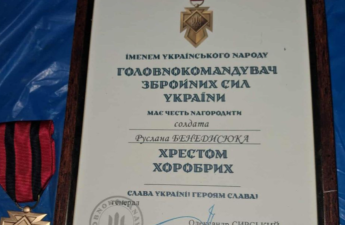 ІМЕНЕМ УКРАЇНСЬКОГО НАРОДУ
ГОЛОВНОКОМАНДУВАЧ
ЗБРОЙНИХ СИЛ
УКРАЇНИ
МАЄ ЧЕСТЬ НАГОРОДИТИ
солдата
Руслана БЕНЕДИСЮКА
ХРЕСТОМ
ХОРОБРИХ
СЛАВА УКРАЇНІ! ГЕРОЯМ СЛАВА!
генерал
Олександр СИРСЬКИЙ